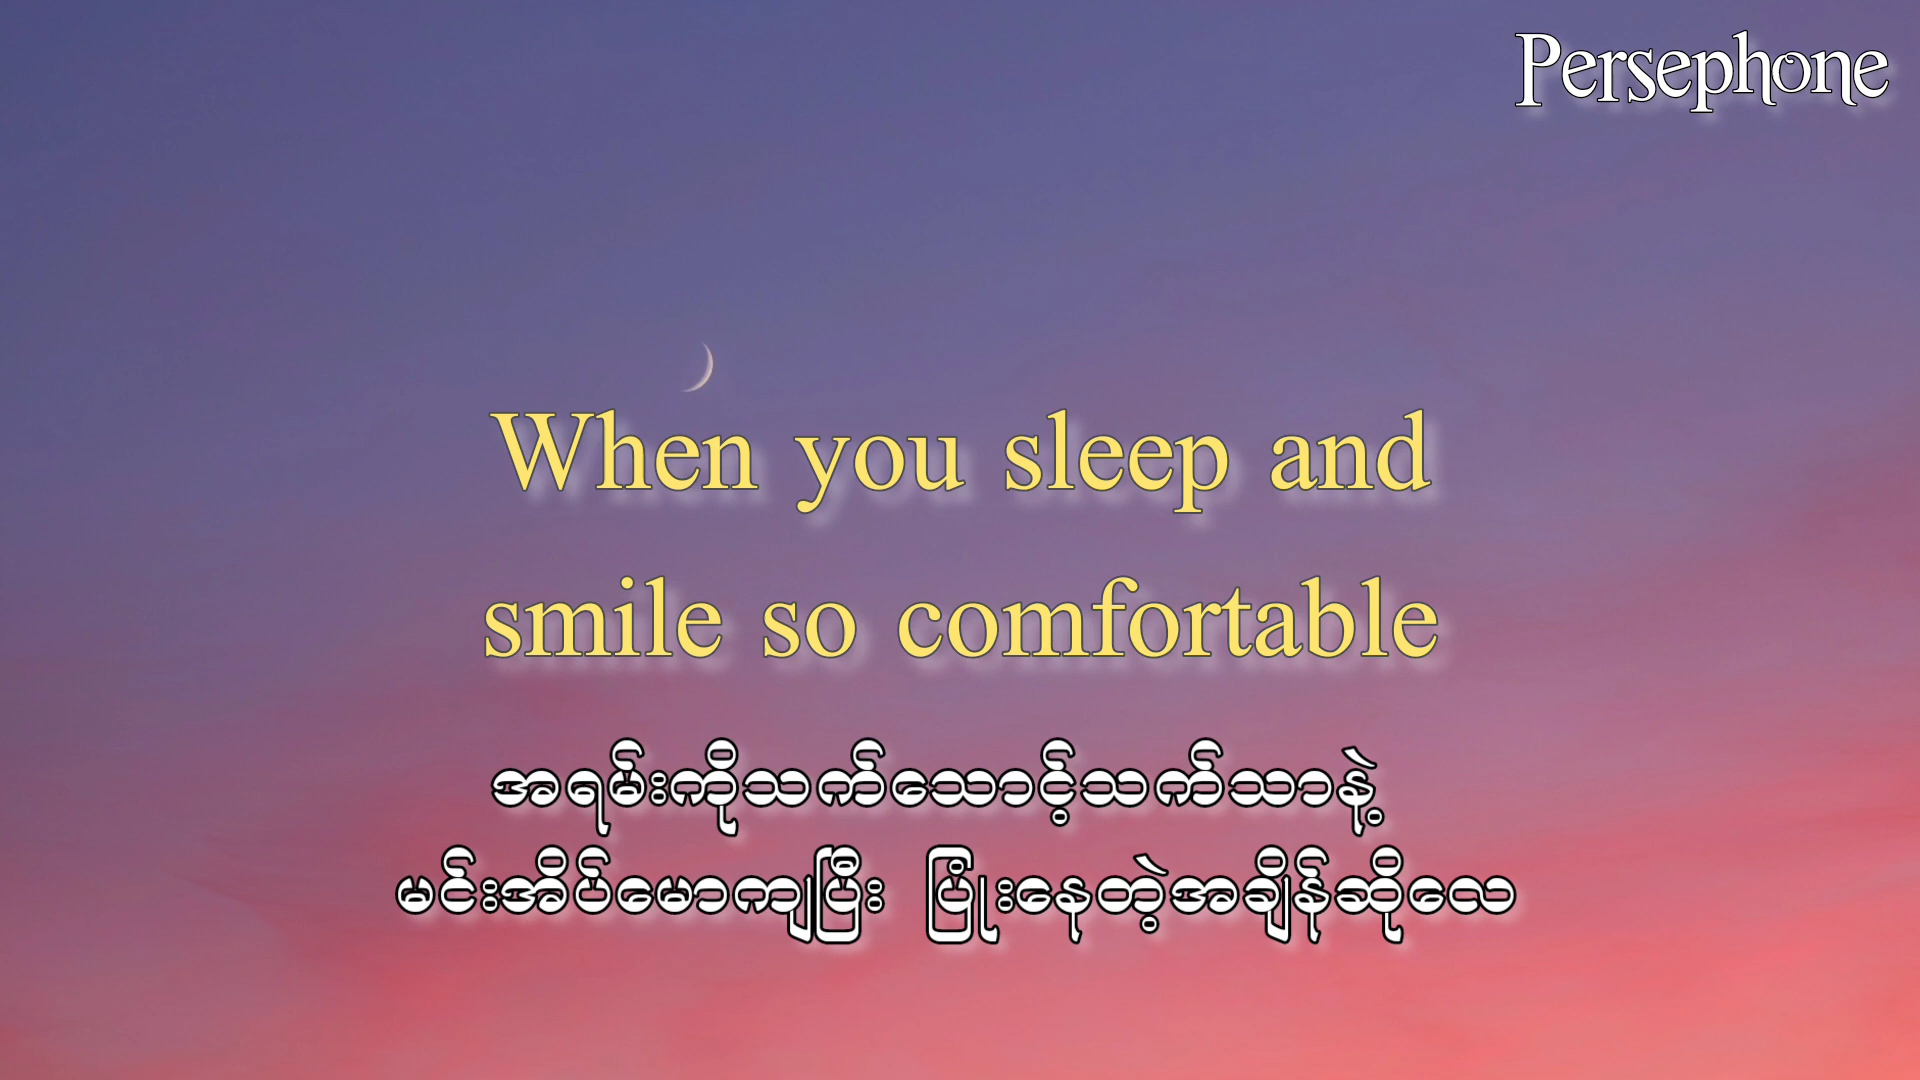 Persephone
When you sleep and
smile so comfortable
အရမ်းကိုသက်သောင့်သက်သာနဲ့
မင်းအိပ်မောကျပြီး ပြုံးနေတဲ့အချိန်ဆိုလေ